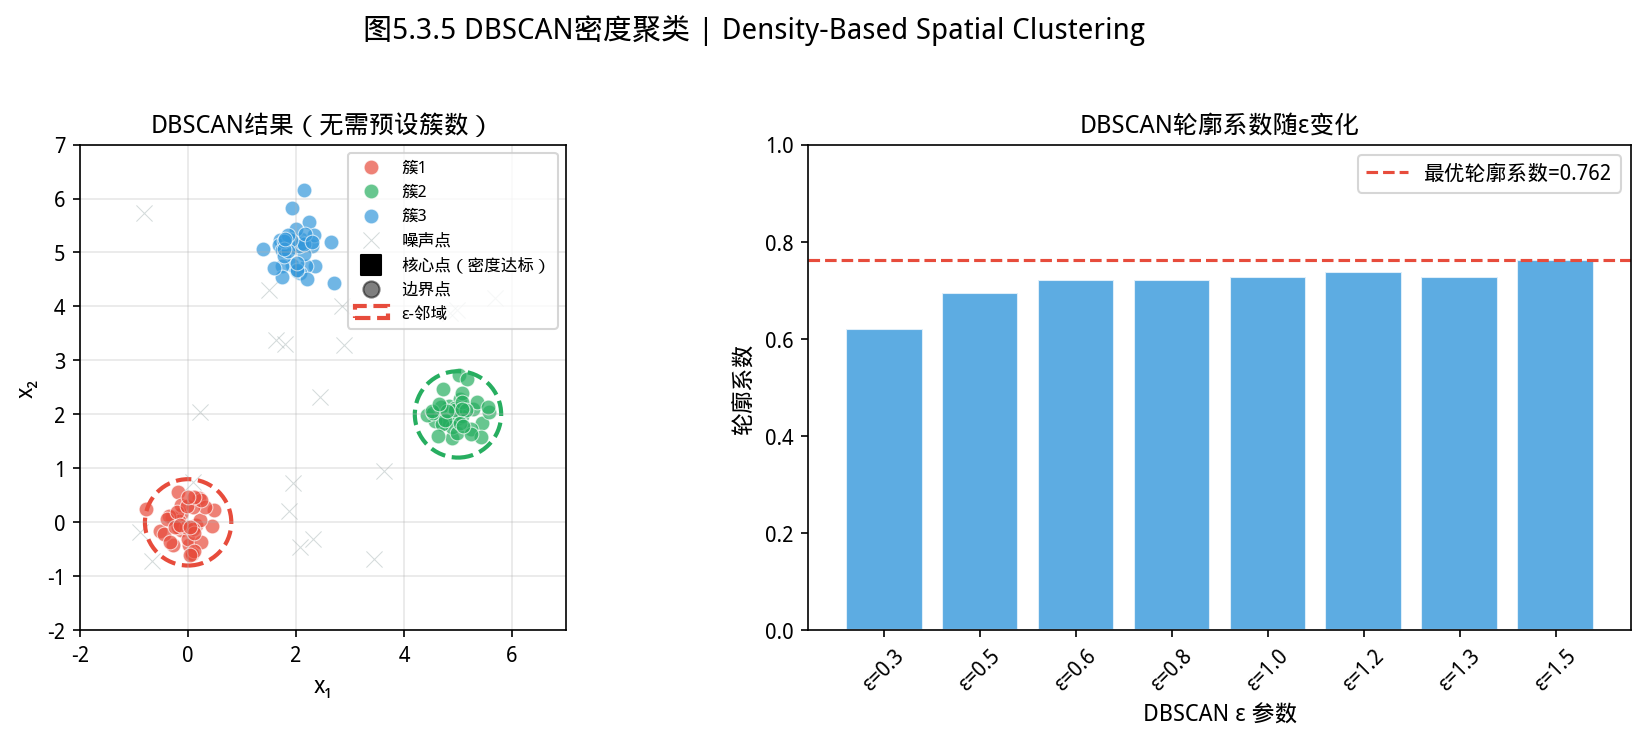 图5.3.5 DBSCAN密度聚类 | Density-Based Spatial Clustering
DBSCAN结果（无需预设簇数）
7
6
5
4
3
2
1
0
-1
-2
-2
0
2
4
6
x₁
x₂
簇1
簇2
簇3
噪声点
核心点（密度达标）
边界点
ε-邻域
DBSCAN轮廓系数随ε变化
1.0
0.8
0.6
0.4
0.2
0.0
轮廓系数
最优轮廓系数=0.762
ε=0.3
ε=0.5
ε=0.6
ε=0.8
ε=1.0
ε=1.2
ε=1.3
ε=1.5
DBSCAN ε 参数